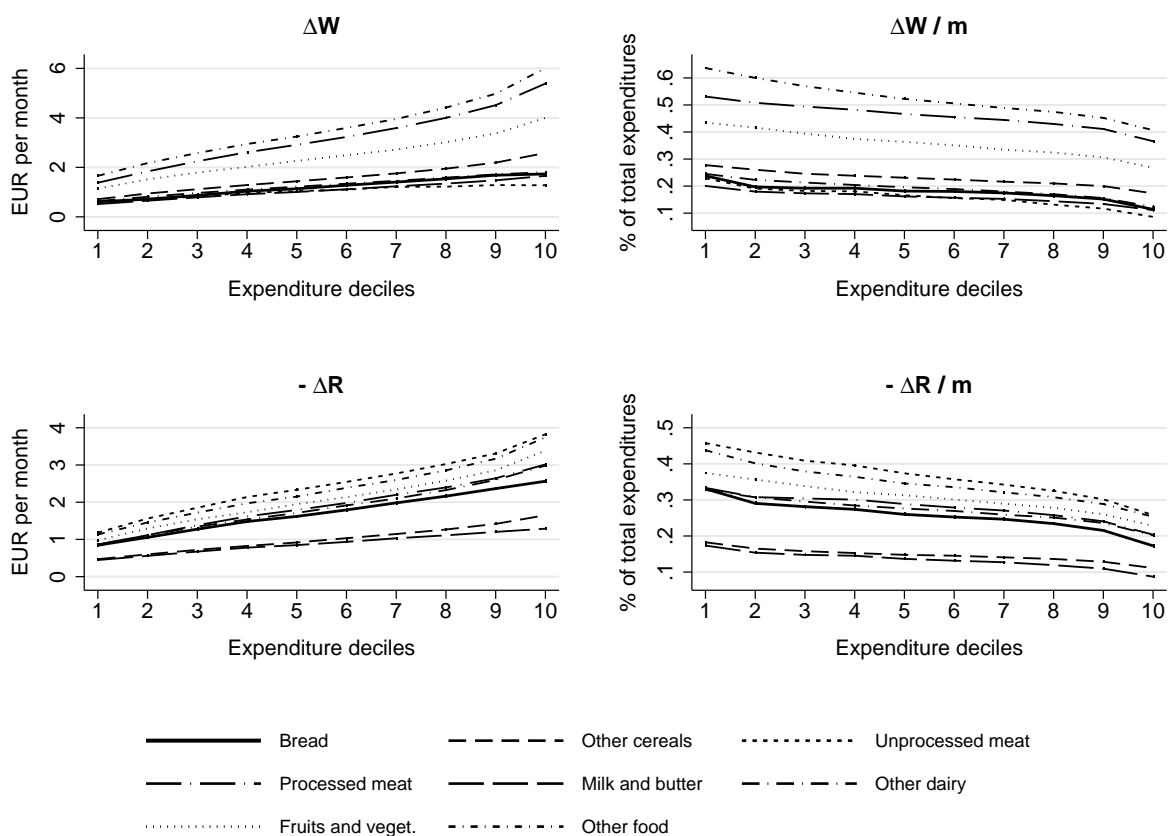 ΔW
EUR per month
0 2 4 6
1 2 3 4 5 6 7 8 9 10
Expenditure deciles
ΔW / m
% of total expenditures
.1 .2 .3 .4 .5 .6
1 2 3 4 5 6 7 8 9 10
Expenditure deciles
- ΔR
EUR per month
0 1 2 3 4
1 2 3 4 5 6 7 8 9 10
Expenditure deciles
- ΔR / m
% of total expenditures
.1 .2 .3 .4 .5
1 2 3 4 5 6 7 8 9 10
Expenditure deciles
Bread Other cereals Unprocessed meat
Processed meat Milk and butter Other dairy
Fruits and veget. Other food